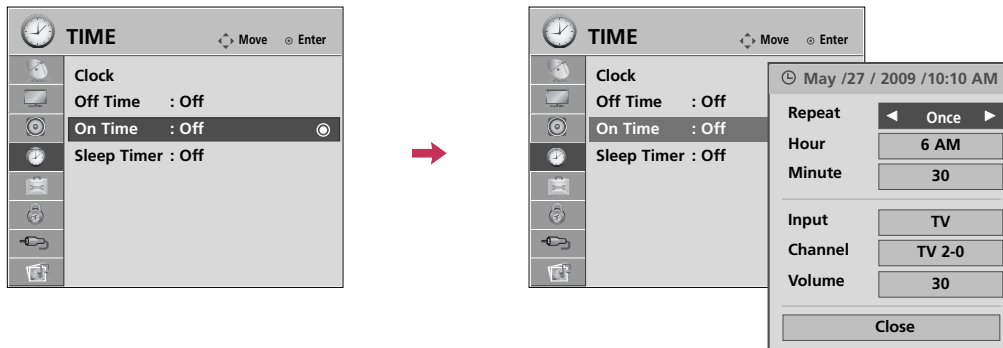 TIME
Move Enter
Clock
Off Time : Off
On Time : Off
Sleep Timer : Off
TIME
Move Enter
Clock
Off Time : Off
On Time : Off
Sleep Timer : Off
May /27 / 2009 /10:10 AM
Repeat ◀ Once ▶
Hour 6 AM
Minute 30
Input TV
Channel TV 2-0
Volume 30
Close